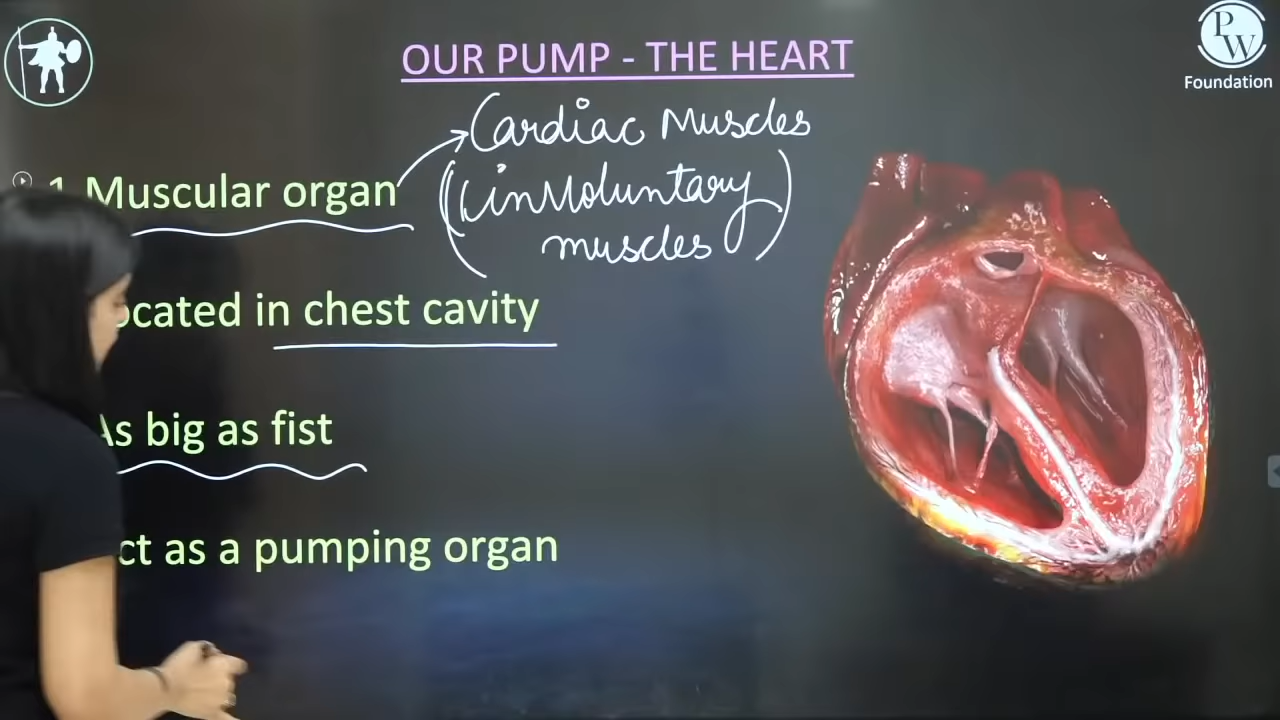 PW
Foundation
OUR PUMP - THE HEART
Cardiac Muscles
1. Muscular organ
(inVoluntary
muscles)
ocated in chest cavity
As big as fist
ct as a pumping organ